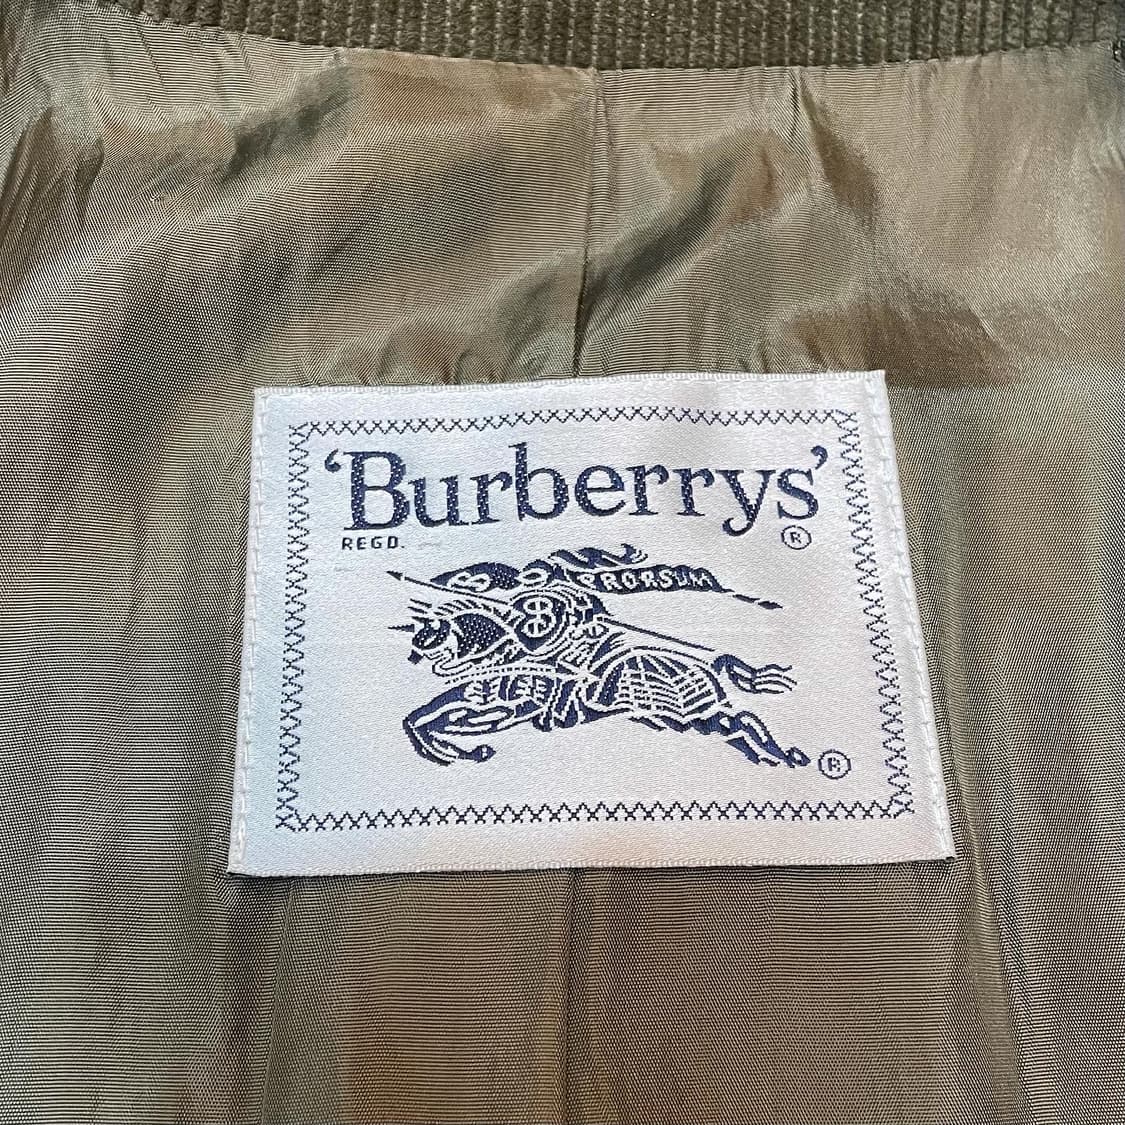 'Burberrys'
REGD. ®
PRORSUM
B
®